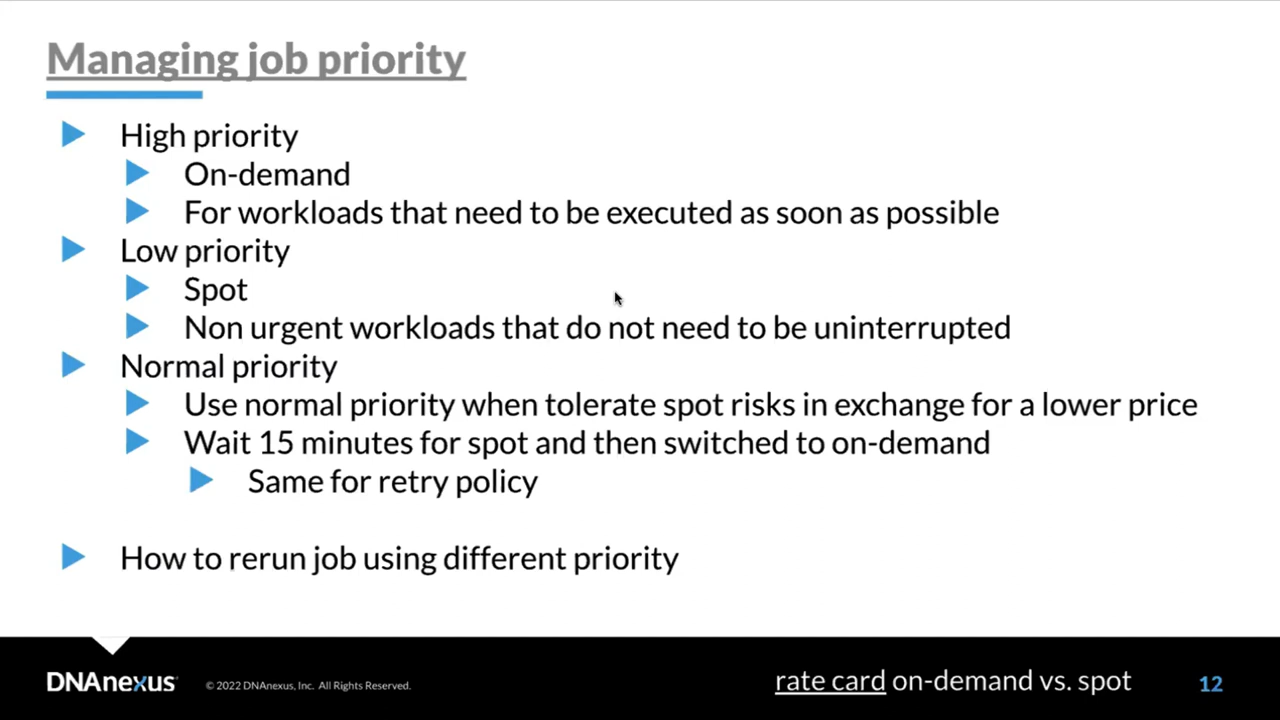 Managing job priority
High priority
On-demand
For workloads that need to be executed as soon as possible
Low priority
Spot
Non urgent workloads that do not need to be uninterrupted
Normal priority
Use normal priority when tolerate spot risks in exchange for a lower price
Wait 15 minutes for spot and then switched to on-demand
Same for retry policy
How to rerun job using different priority
DNAnexus © 2022 DNAnexus, Inc. All Rights Reserved. rate card on-demand vs. spot 12